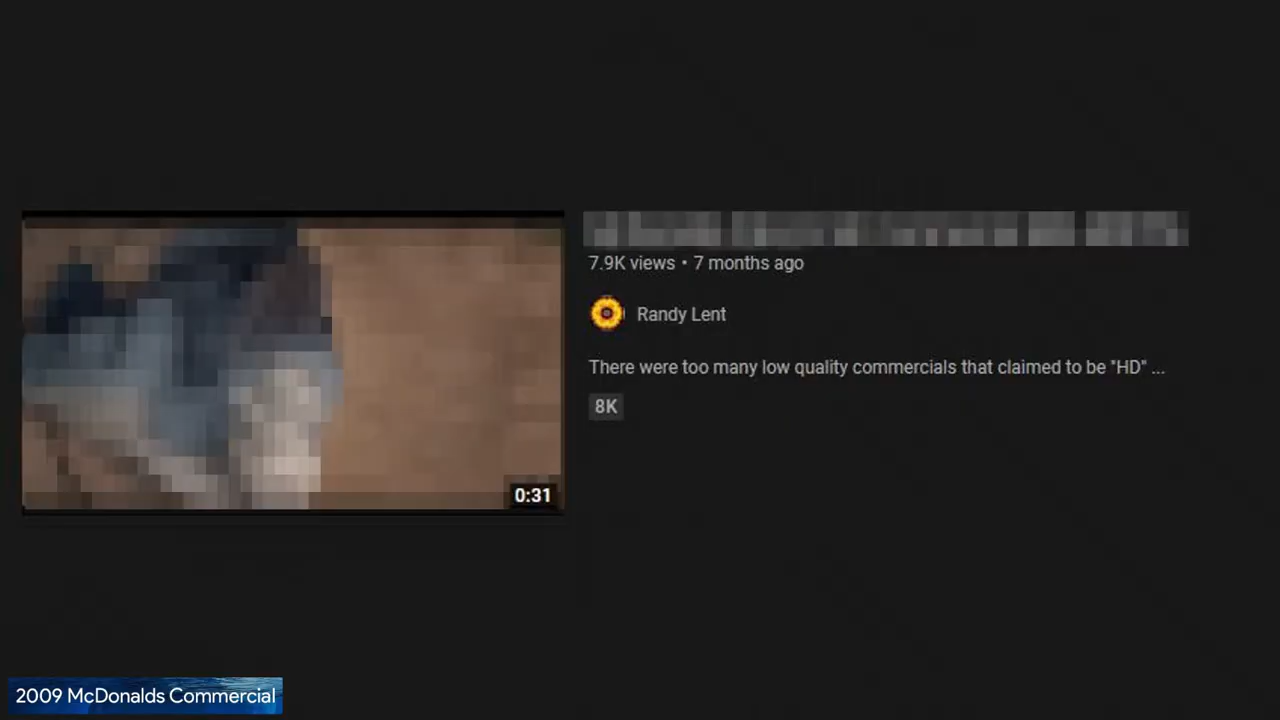 7.9K views • 7 months ago
Randy Lent
There were too many low quality commercials that claimed to be "HD" ...
8K
0:31
2009 McDonalds Commercial